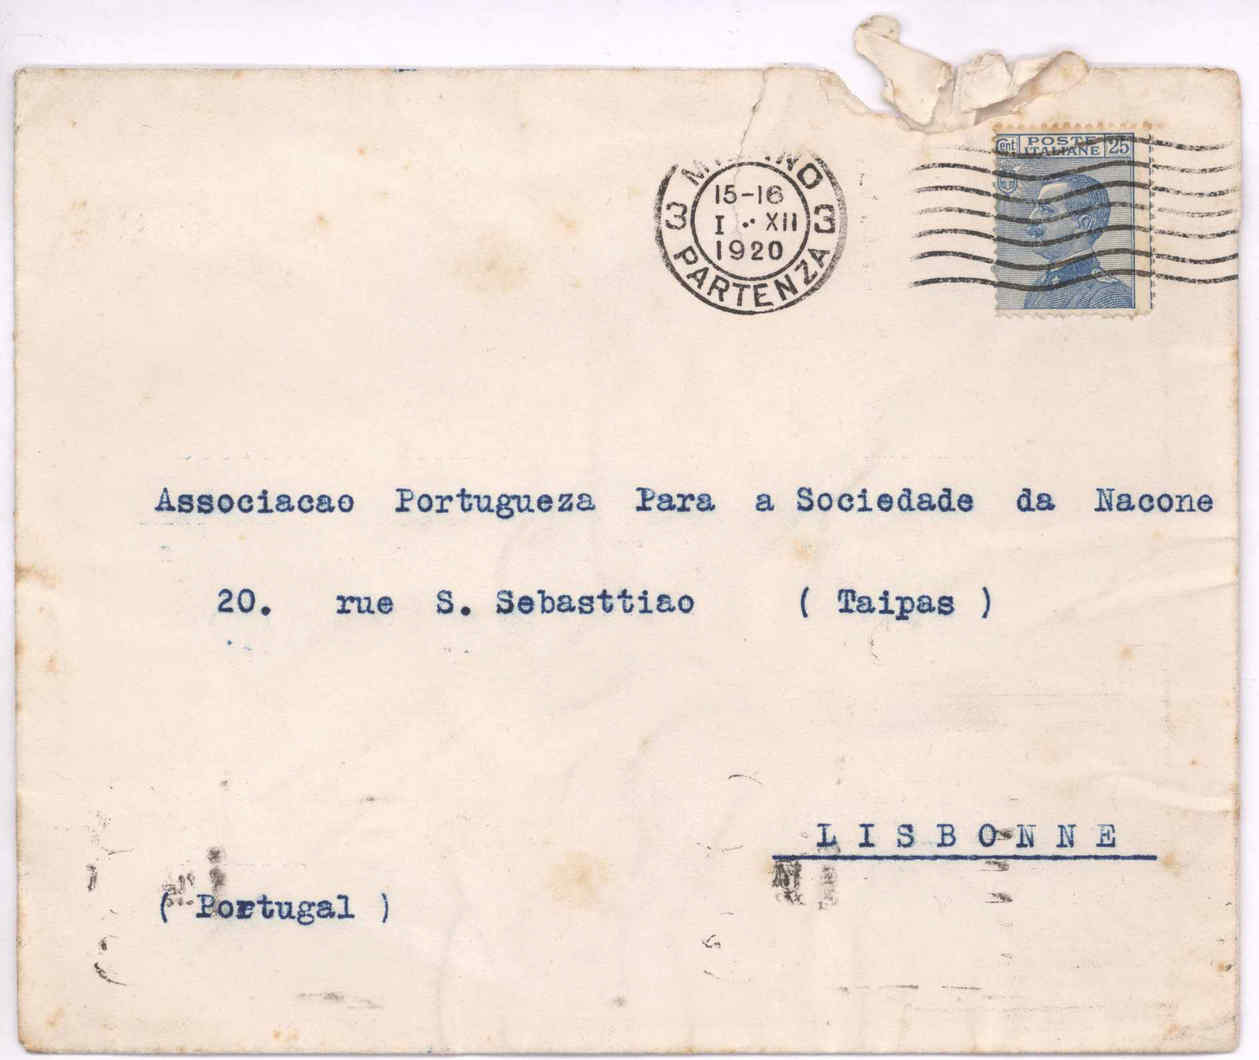 Cent POSTE 25
ITALIANE
15-16
I XII
3 3
1920
PARTENZA
Associacao Portugueza Para a Sociedade da Nacone
20. rue S. Sebasttiao ( Taipas )
LISBONNE
( Portugal )